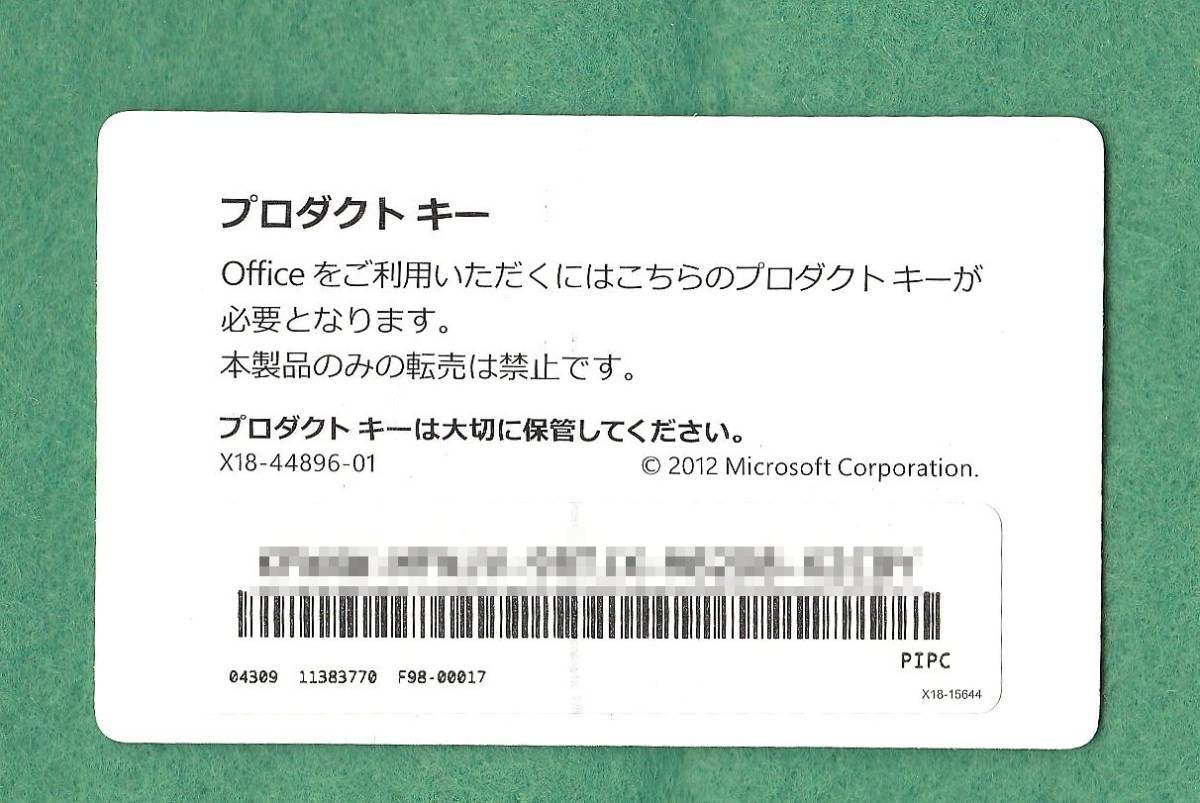 プロダクト キー
Office をご利用いただくにはこちらのプロダクト キーが
必要となります。
本製品のみの転売は禁止です。
プロダクト キーは大切に保管してください。
X18-44896-01
© 2012 Microsoft Corporation.
PIPC
04309 11383770 F98-00017
X18-15644